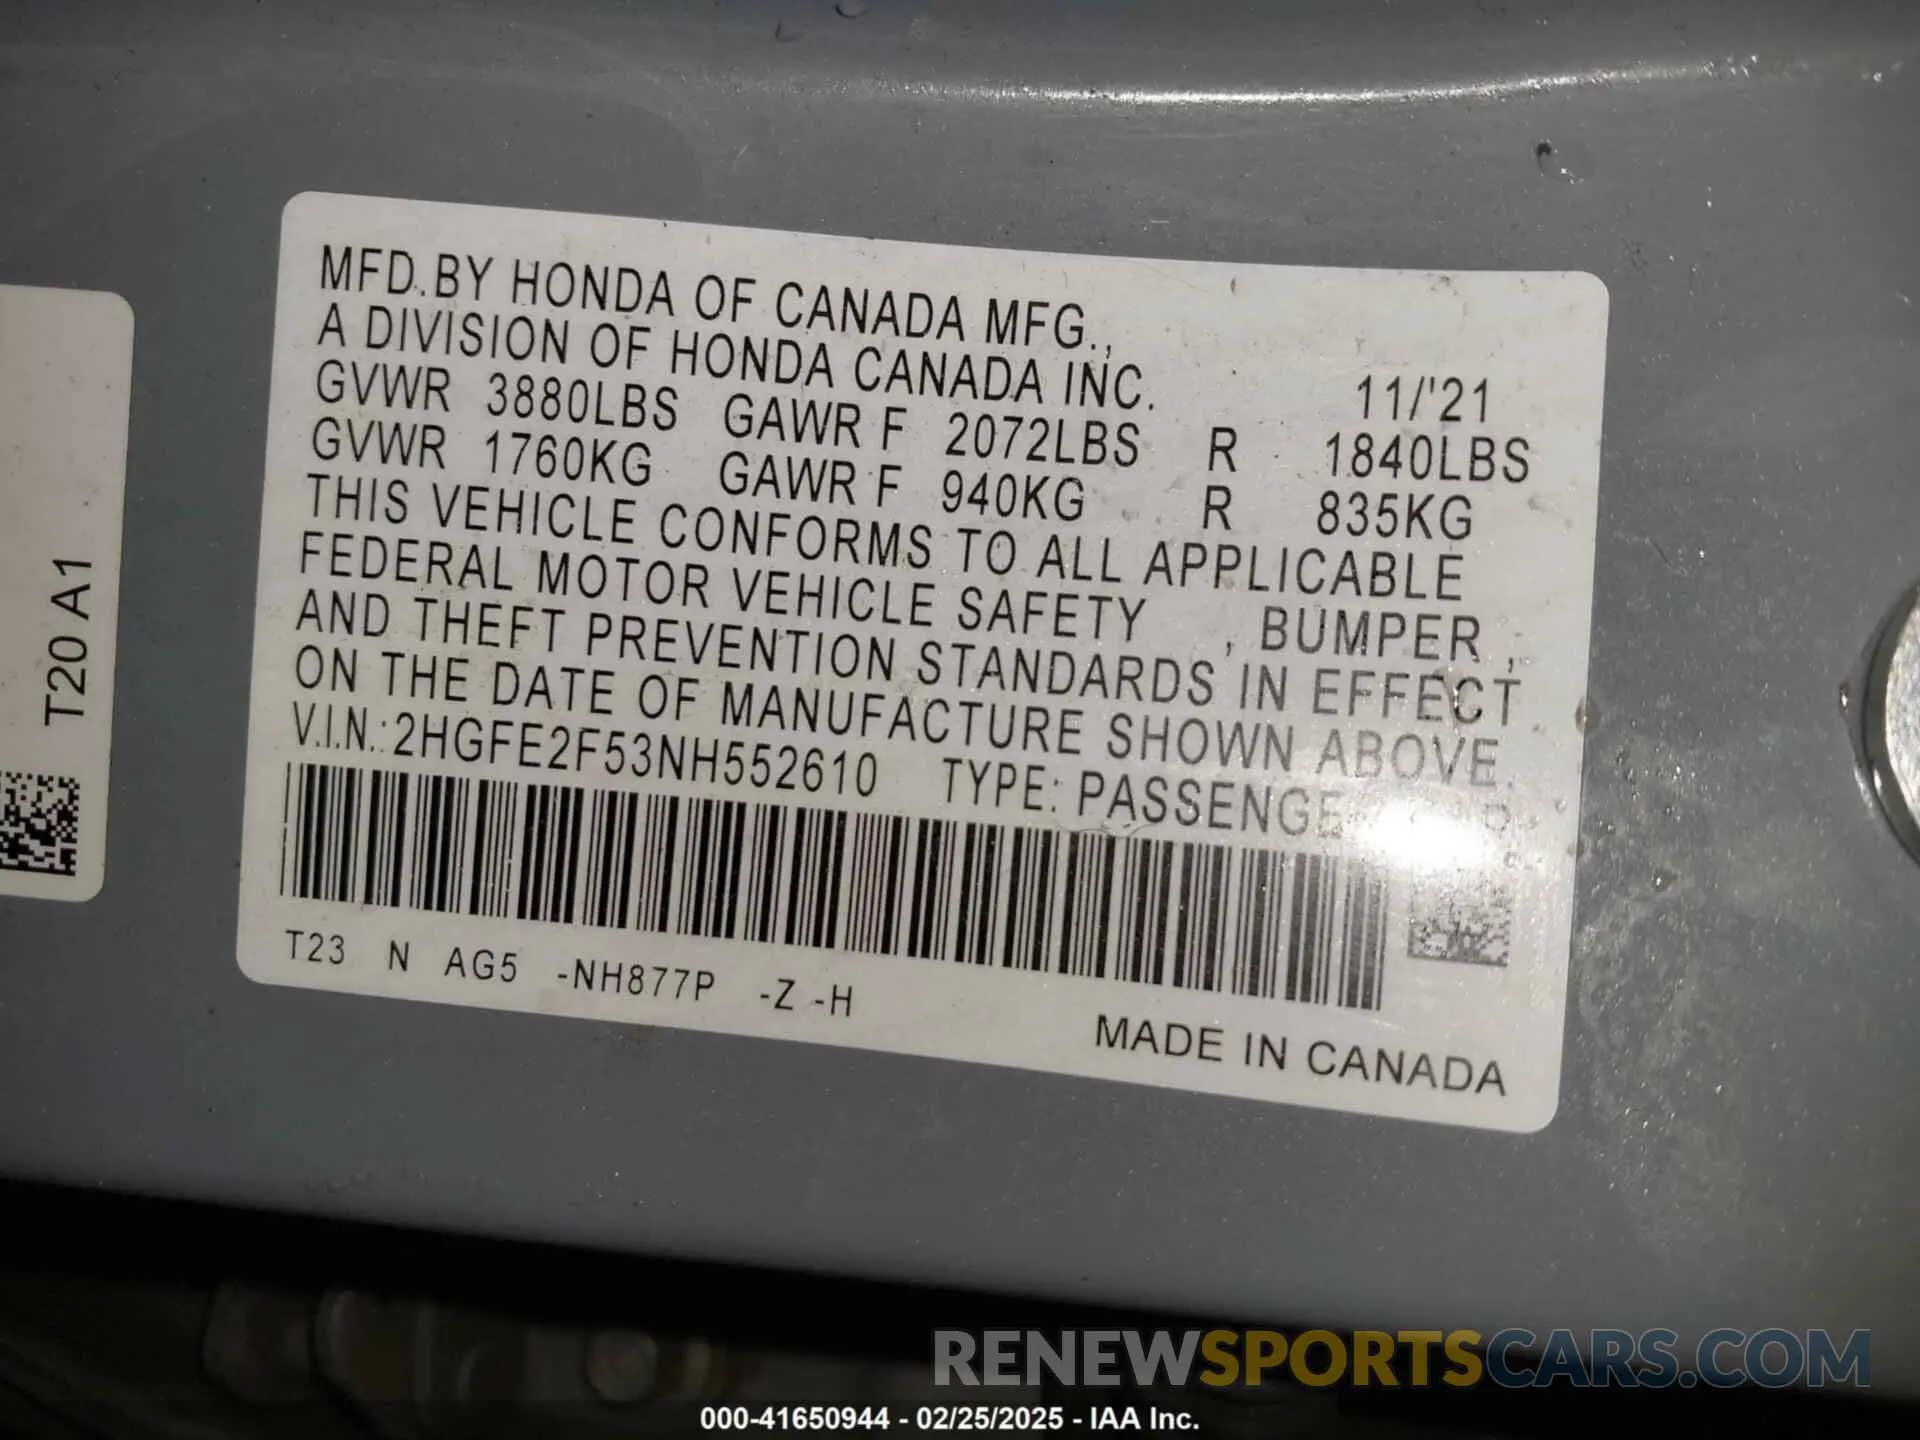 MFD.BY HONDA OF CANADA MFG.,
A DIVISION OF HONDA CANADA INC. 11/'21
GVWR 3880LBS GAWR F 2072LBS R 1840LBS
GVWR 1760KG GAWR F 940KG R 835KG
THIS VEHICLE CONFORMS TO ALL APPLICABLE
FEDERAL MOTOR VEHICLE SAFETY , BUMPER ,
AND THEFT PREVENTION STANDARDS IN EFFECT
ON THE DATE OF MANUFACTURE SHOWN ABOVE.
V.I.N.: 2HGFE2F53NH552610 TYPE: PASSENGE
T23 N AG5 -NH877P -Z -H
MADE IN CANADA
T20 A1
RENEWSPORTSCARS.COM
000-41650944 - 02/25/2025 - IAA Inc.